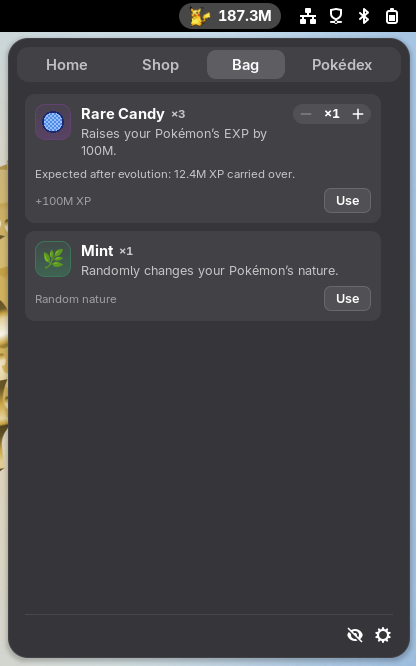 187.3M
Home Shop Bag Pokédex
Rare Candy ×3 — ×1 +
Raises your Pokémon’s EXP by
100M.
Expected after evolution: 12.4M XP carried over.
+100M XP Use
Mint ×1
Randomly changes your Pokémon’s nature.
Random nature Use